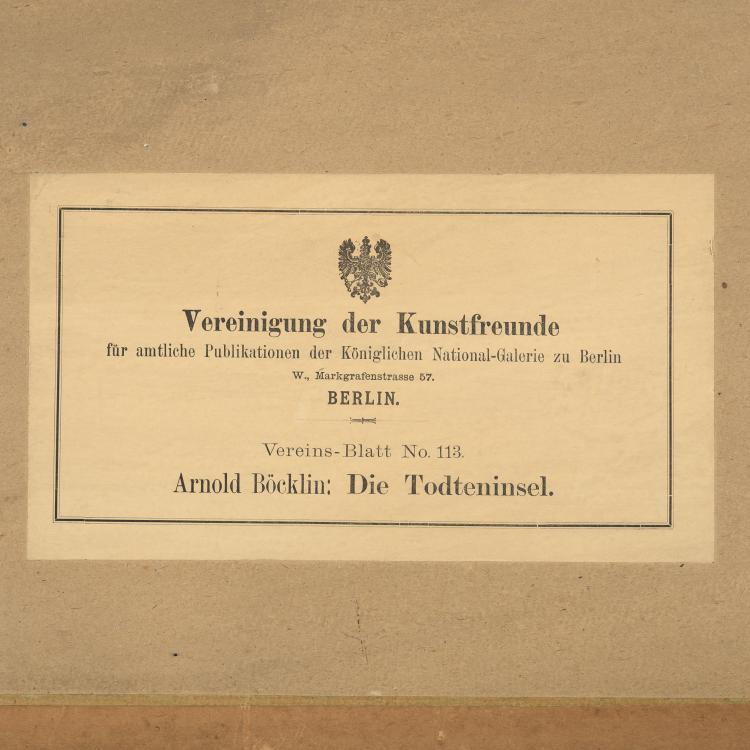 Vereinigung der Kunstfreunde
für amtliche Publikationen der Königlichen National-Galerie zu Berlin
W., Markgrafenstrasse 57.
BERLIN.
Vereins-Blatt No. 113.
Arnold Böcklin: Die Todteninsel.